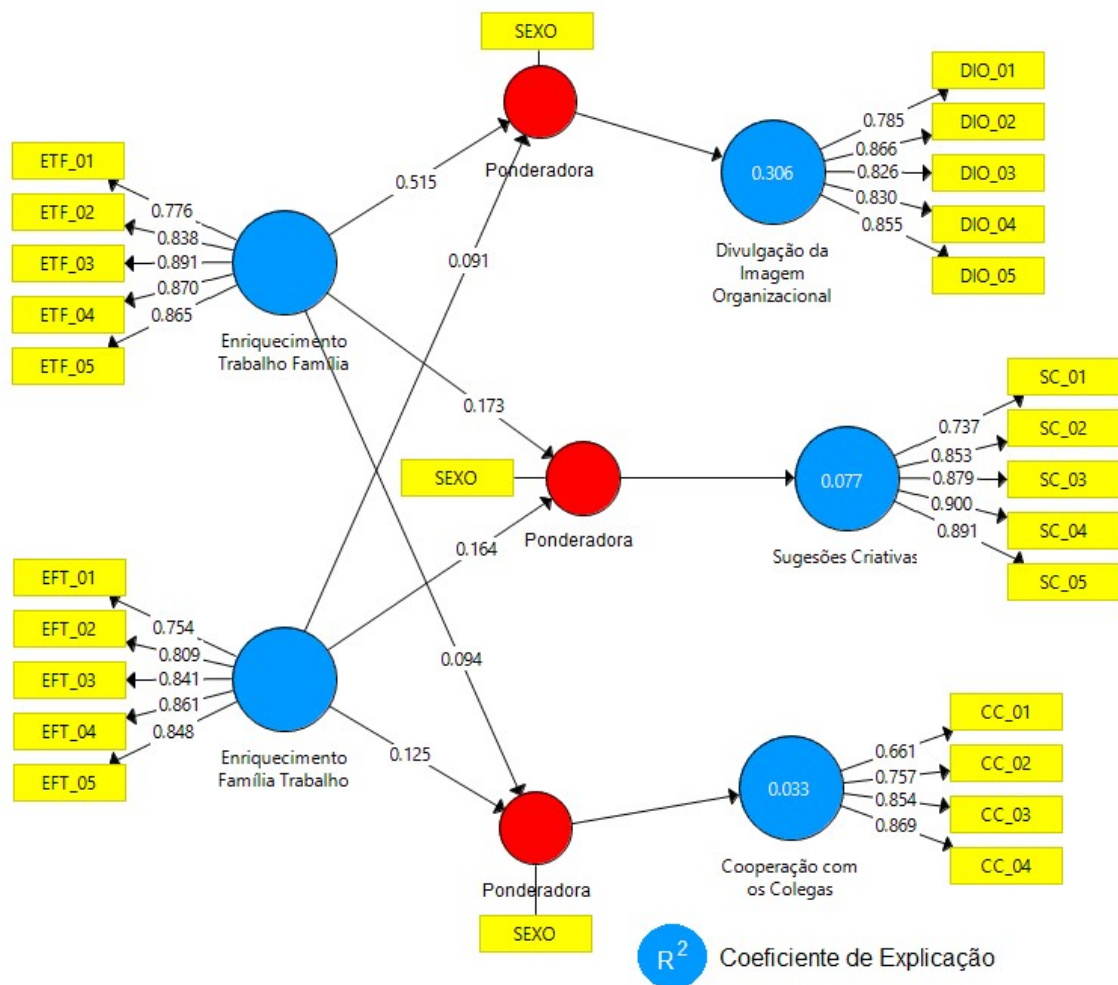 SEXO
Ponderadora
DIO_01
DIO_02
DIO_03
DIO_04
DIO_05
0.785
0.866
0.826
0.830
0.855
0.306
Divulgação da
Imagem
Organizacional
ETF_01
ETF_02
ETF_03
ETF_04
ETF_05
0.776
0.838
0.891
0.870
0.865
Enriquecimento
Trabalho Família
0.515
0.091
0.173
SEXO
Ponderadora
0.164
0.094
0.125
SC_01
SC_02
SC_03
SC_04
SC_05
0.737
0.853
0.879
0.900
0.891
0.077
Sugesões Criativas
EFT_01
EFT_02
EFT_03
EFT_04
EFT_05
0.754
0.809
0.841
0.861
0.848
Enriquecimento
Família Trabalho
Ponderadora
SEXO
CC_01
CC_02
CC_03
CC_04
0.661
0.757
0.854
0.869
0.033
Cooperação com
os Colegas
R² Coeficiente de Explicação